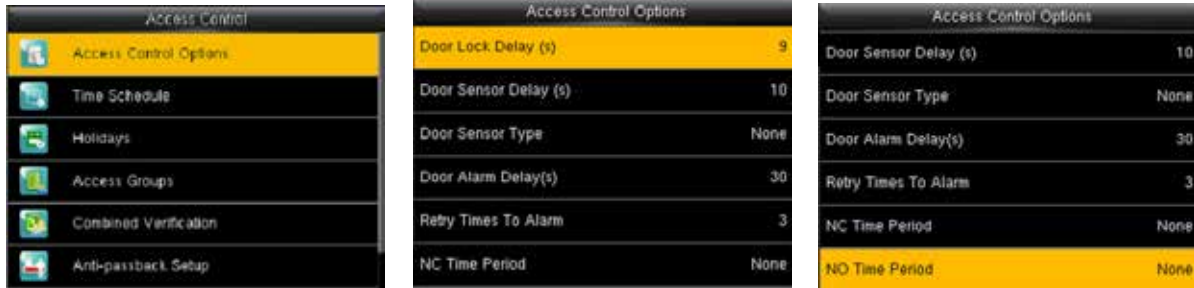 Access Control
Access Control Options
Time Schedule
Holidays
Access Groups
Combined Verification
Anti-passback Setup
Access Control Options
Door Lock Delay (s) 9
Door Sensor Delay (s) 10
Door Sensor Type None
Door Alarm Delay(s) 30
Retry Times To Alarm 3
NC Time Period None
Access Control Options
Door Sensor Delay (s) 10
Door Sensor Type None
Door Alarm Delay(s) 30
Retry Times To Alarm 3
NC Time Period None
NO Time Period None